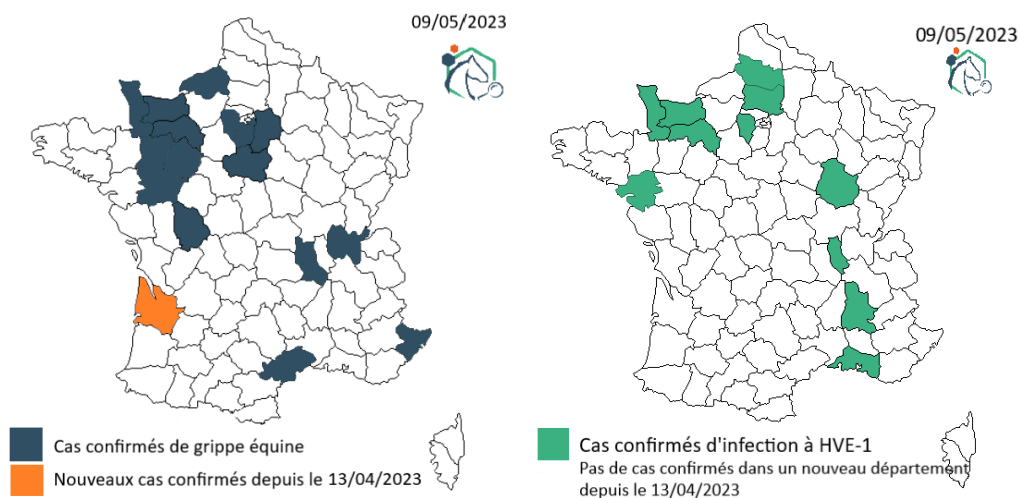 09/05/2023
Cas confirmés de grippe équine
Nouveaux cas confirmés depuis le 13/04/2023
09/05/2023
Cas confirmés d'infection à HVE-1
Pas de cas confirmés dans un nouveau département
depuis le 13/04/2023